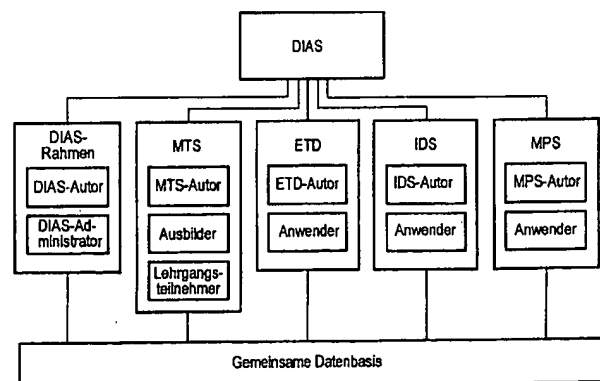 DIAS
DIAS-
Rahmen
DIAS-Autor
DIAS-Ad-
ministrator
MTS
MTS-Autor
Ausbilder
Lehrgangs-
teilnehmer
ETD
ETD-Autor
Anwender
IDS
IDS-Autor
Anwender
MPS
MPS-Autor
Anwender
Gemeinsame Datenbasis